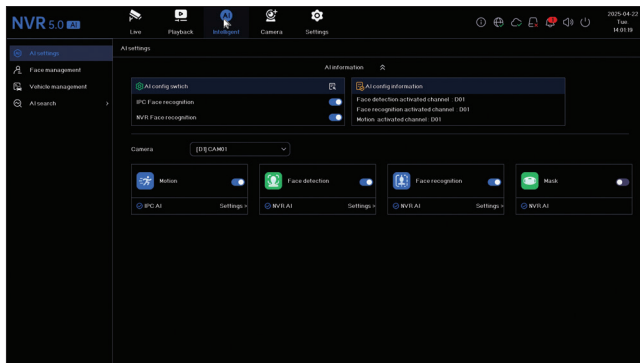 NVR 5.0 AI
Live
Playback
AI
Intelligent
Camera
Settings
2025-04-22
Tue
14:01:19
AI settings
Face management
Vehicle management
AI search
AI settings
AI information
AI config swtich
IPC Face recognition
NVR Face recognition
AI config information
Face detection activated channel : D01
Face recognition activated channel : D01
Motion activated channel : D01
Camera
[D1] CAM01
Motion
Face detection
Face recognition
Mask
IPC AI
Settings »
NVR AI
Settings »
NVR AI
Settings »
NVR AI